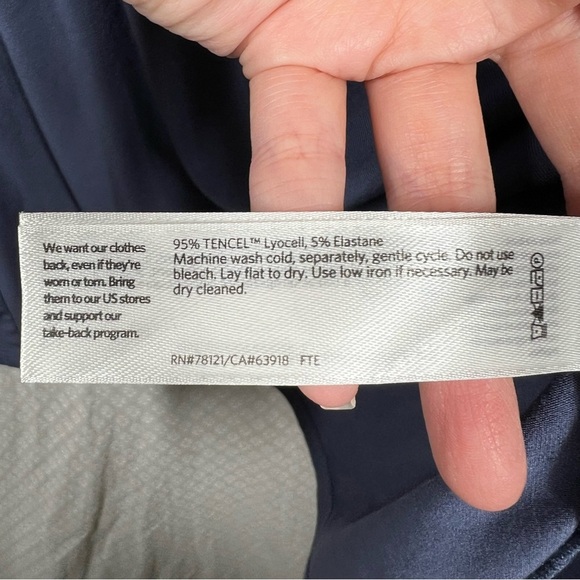 We want our clothes
back, even if they're
worn or torn. Bring
them to our US stores
and support our
take-back program.
95% TENCEL™ Lyocell, 5% Elastane
Machine wash cold, separately, gentle cycle. Do not use
bleach. Lay flat to dry. Use low iron if necessary. May be
dry cleaned.
RN#78121/CA#63918 FTE